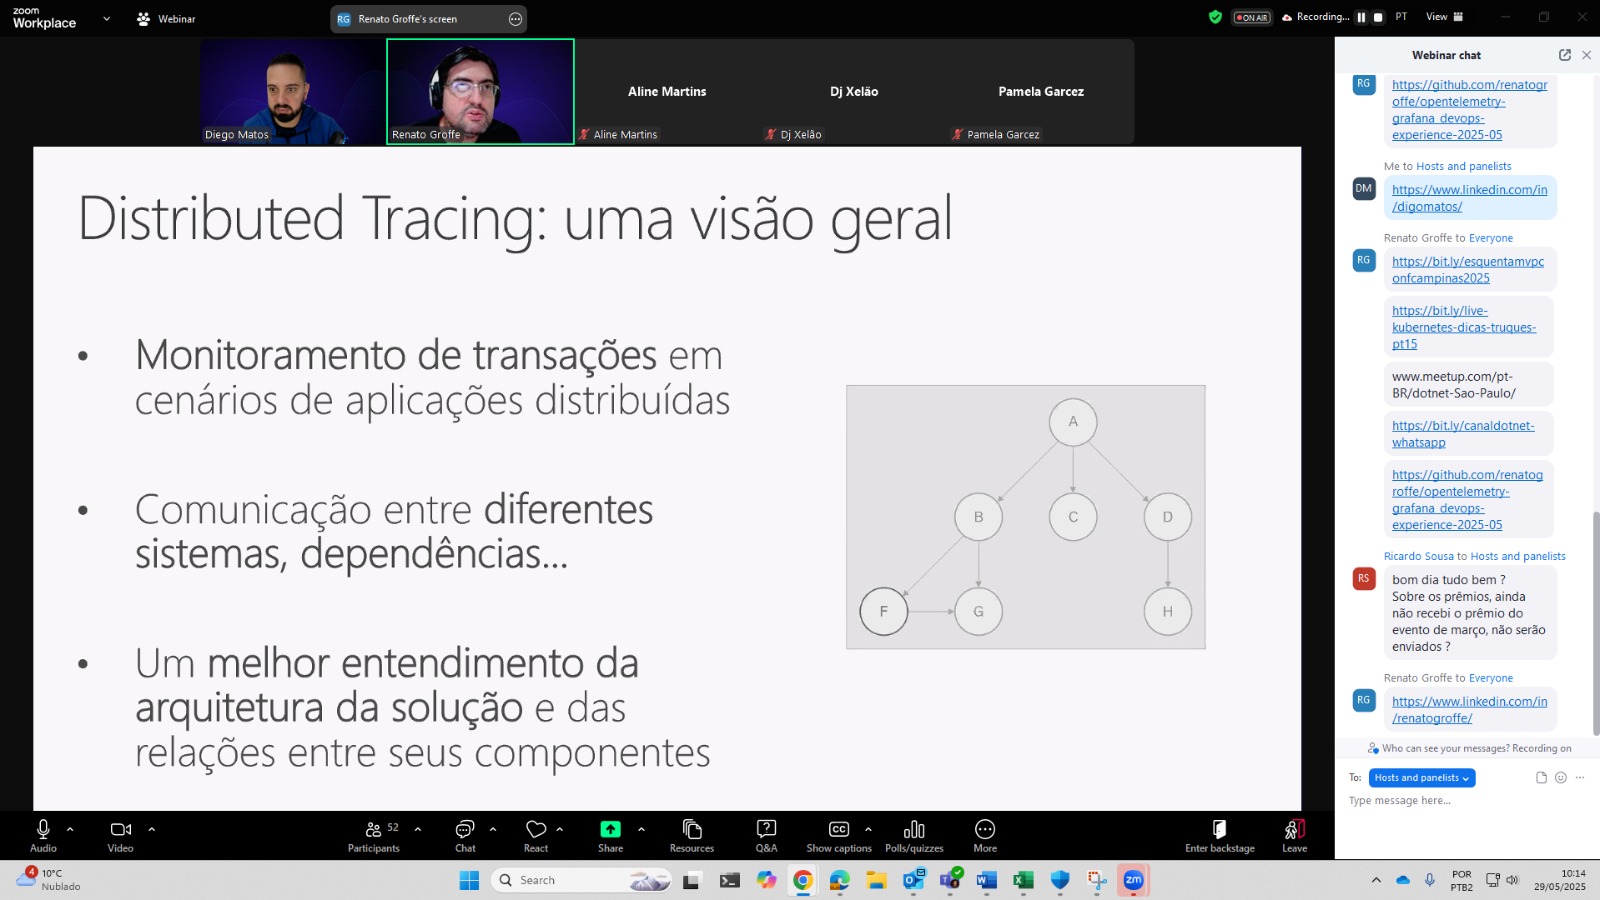 zoom
Workplace
Webinar
RG Renato Groffe's screen
ON AIR
Recording...
PT
View
Diego Matos
Renato Groffe
Aline Martins
Aline Martins
Dj Xelão
Dj Xelão
Pamela Garcez
Pamela Garcez
Distributed Tracing: uma visão geral
• Monitoramento de transações em
cenários de aplicações distribuídas
• Comunicação entre diferentes
sistemas, dependências...
• Um melhor entendimento da
arquitetura da solução e das
relações entre seus componentes
A
B
C
D
F
G
H
Webinar chat
RG
https://github.com/renatogr
offe/opentelemetry-
grafana_devops-
experience-2025-05
Me to Hosts and panelists
DM
https://www.linkedin.com/in
/digomatos/
Renato Groffe to Everyone
RG
https://bit.ly/esquentamvpc
onfcampinas2025
https://bit.ly/live-
kubernetes-dicas-truques-
pt15
www.meetup.com/pt-
BR/dotnet-Sao-Paulo/
https://bit.ly/canaldotnet-
whatsapp
https://github.com/renatog
roffe/opentelemetry-
grafana_devops-
experience-2025-05
Ricardo Sousa to Hosts and panelists
RS
bom dia tudo bem ?
Sobre os prêmios, ainda
não recebi o prêmio do
evento de março, não serão
enviados ?
Renato Groffe to Everyone
RG
https://www.linkedin.com/in
/renatogroffe/
Who can see your messages? Recording on
To: Hosts and panelists
Type message here...
Audio
Video
52
Participants
Chat
React
Share
Resources
Q&A
CC
Show captions
Polls/quizzes
More
Enter backstage
Leave
4
10°C
Nublado
Search
zm
POR
PTB2
10:14
29/05/2025